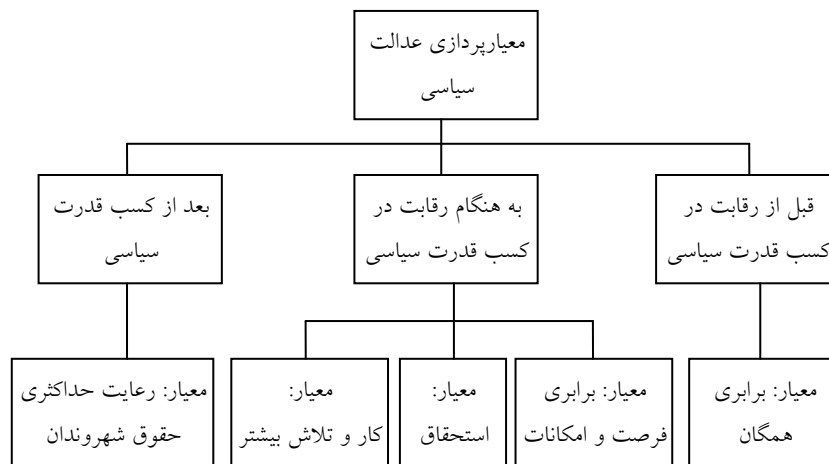 معیارپردازی عدالت
سیاسی
قبل از رقابت در
کسب قدرت سیاسی
به هنگام رقابت در
کسب قدرت سیاسی
بعد از کسب قدرت
سیاسی
معیار: برابری
همگان
معیار: برابری
فرصت و امکانات
معیار:
استحقاق
معیار:
کار و تلاش بیشتر
معیار: رعایت حداکثری
حقوق شهروندان